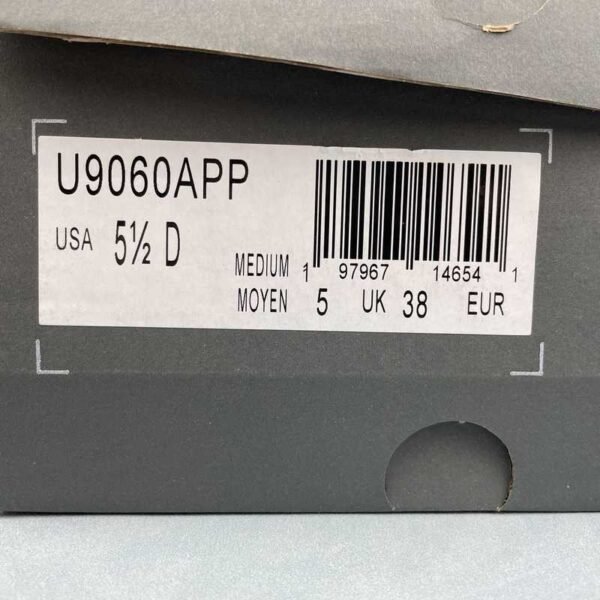 U9060APP
USA 5½ D
MEDIUM 1 97967 14654 1
MOYEN 5 UK 38 EUR